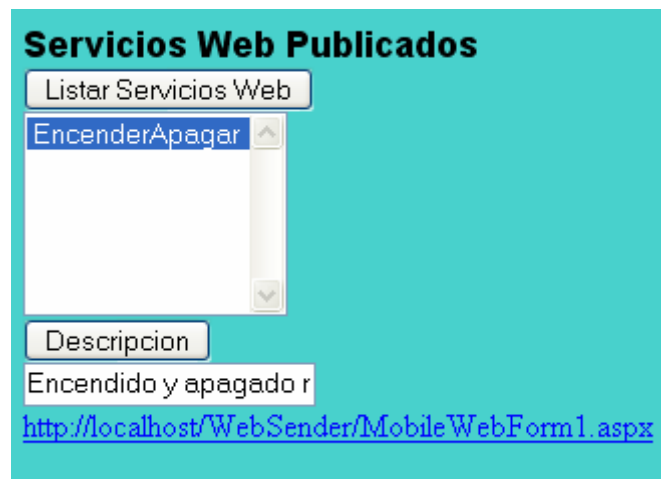 Servicios Web Publicados
Listar Servicios Web
EncenderApagar
Descripcion
Encendido y apagado r
http://localhost/WebSender/MobileWebForm1.aspx